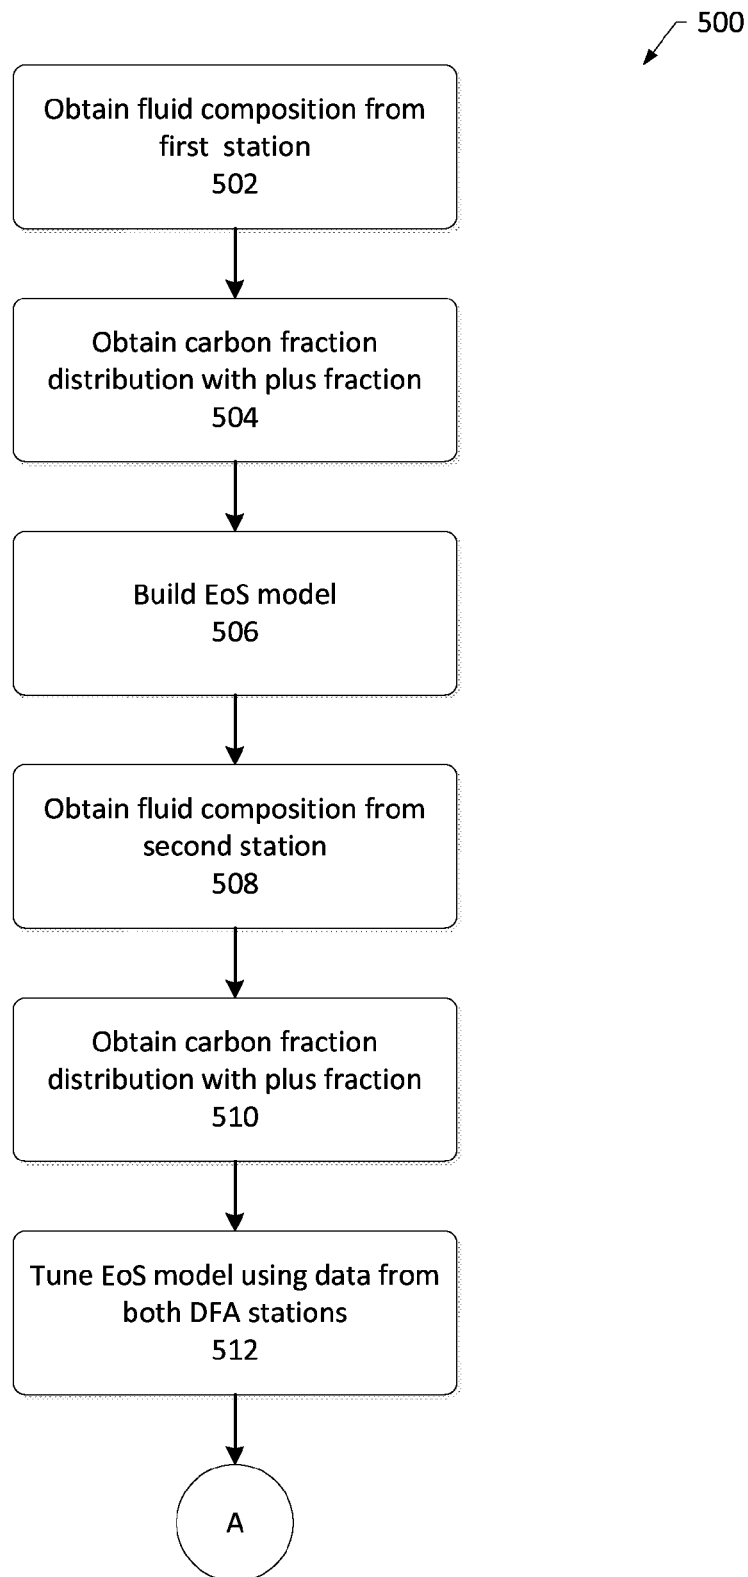 500
Obtain fluid composition from
first station
502
Obtain carbon fraction
distribution with plus fraction
504
Build EoS model
506
Obtain fluid composition from
second station
508
Obtain carbon fraction
distribution with plus fraction
510
Tune EoS model using data from
both DFA stations
512
A